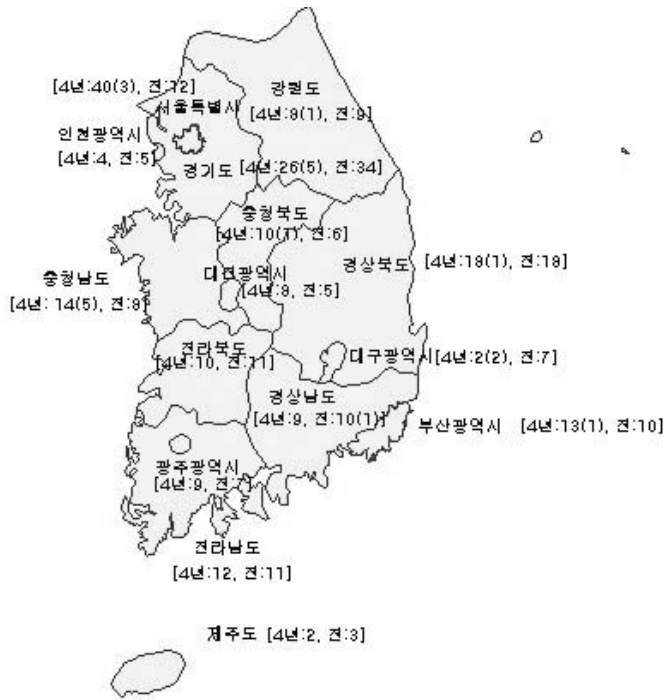 [4년:40(3), 전:12]
서울특별시
강원도
[4년:9(1), 전:9]
인천광역시
[4년:4, 전:5]
경기도
[4년:26(5), 전:34]
충청북도
[4년:10(1), 전:6]
대전광역시
[4년:9, 전:5]
경상북도
[4년:19(1), 전:19]
충청남도
[4년: 14(5), 전:9]
전라북도
[4년:10, 전:11]
대구광역시[4년:2(2), 전:7]
경상남도
[4년:9, 전:10(1)]
부산광역시 [4년:13(1), 전:10]
광주광역시
[4년:9, 전:7]
전라남도
[4년:12, 전:11]
제주도 [4년:2, 전:3]